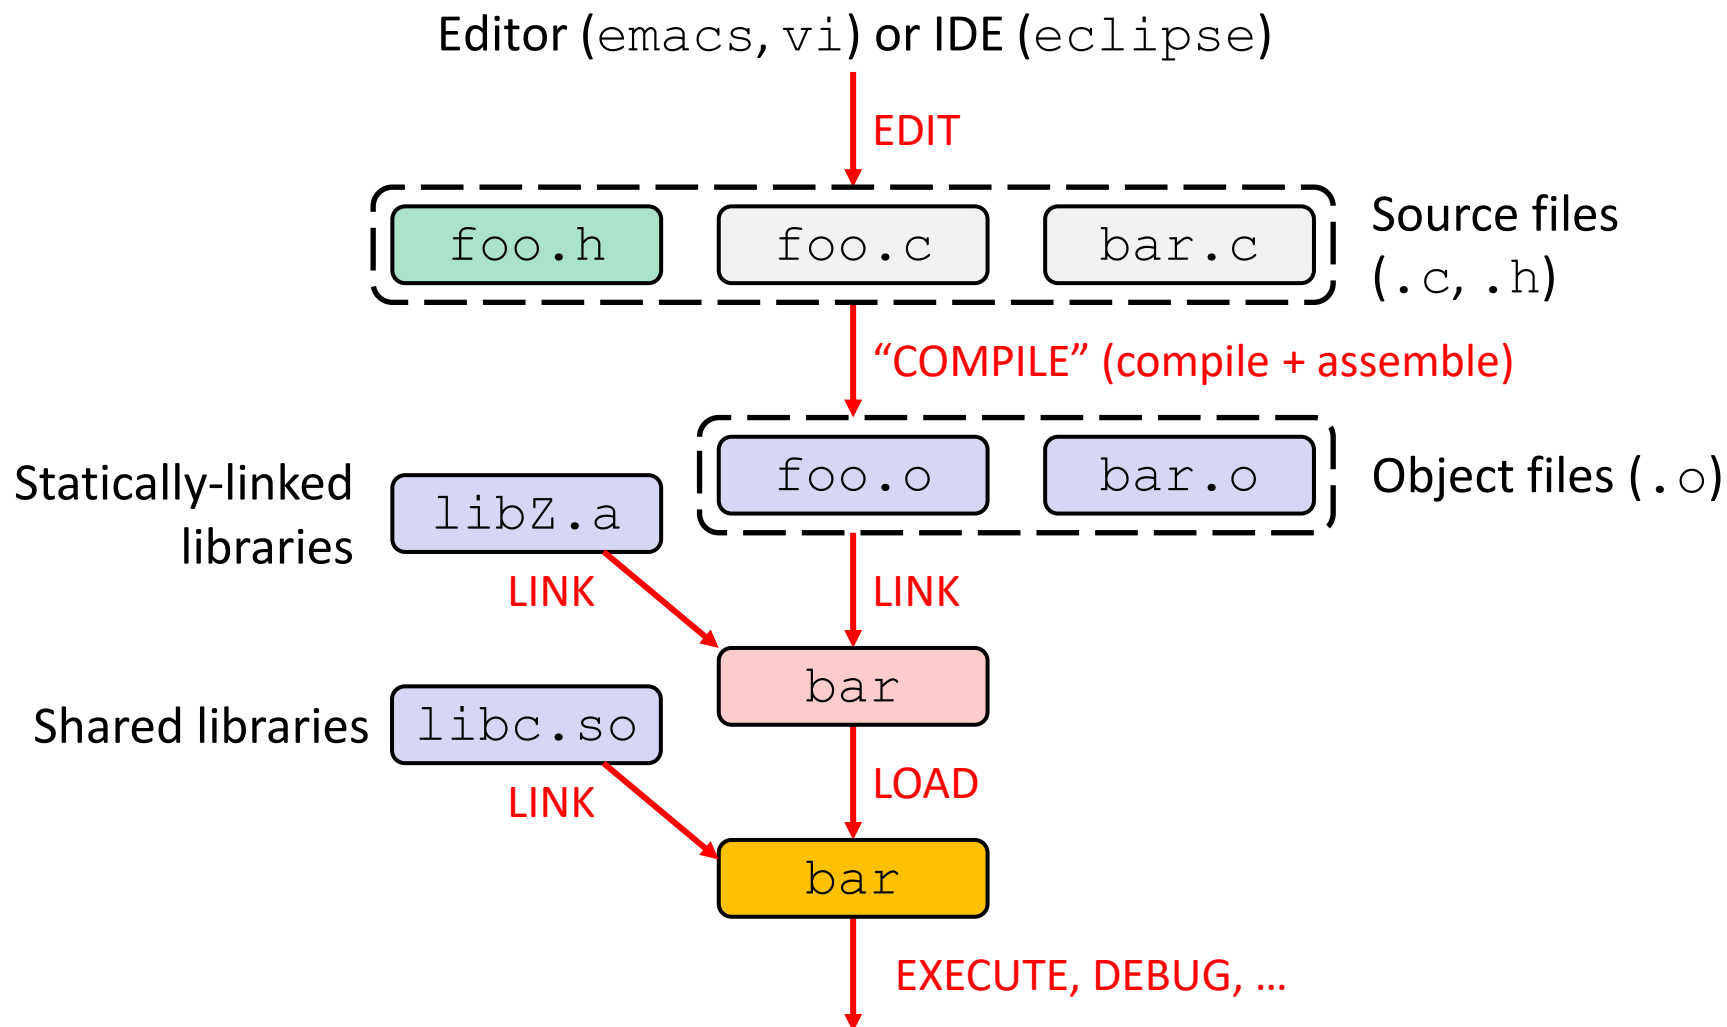 Editor (emacs, vi) or IDE (eclipse)
EDIT
foo.h
foo.c
bar.c
Source files
(.c, .h)
“COMPILE” (compile + assemble)
foo.o
bar.o
Object files (.o)
Statically-linked
libraries
libZ.a
LINK
LINK
bar
Shared libraries
libc.so
LINK
LOAD
bar
EXECUTE, DEBUG, …